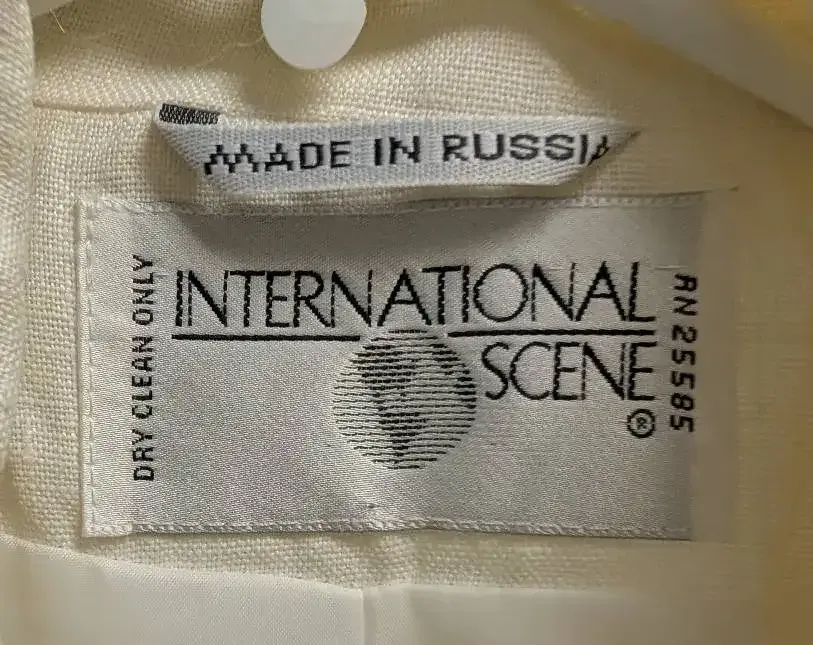 MADE IN RUSSIA
DRY CLEAN ONLY
INTERNATIONAL
SCENE
®
RN 25585